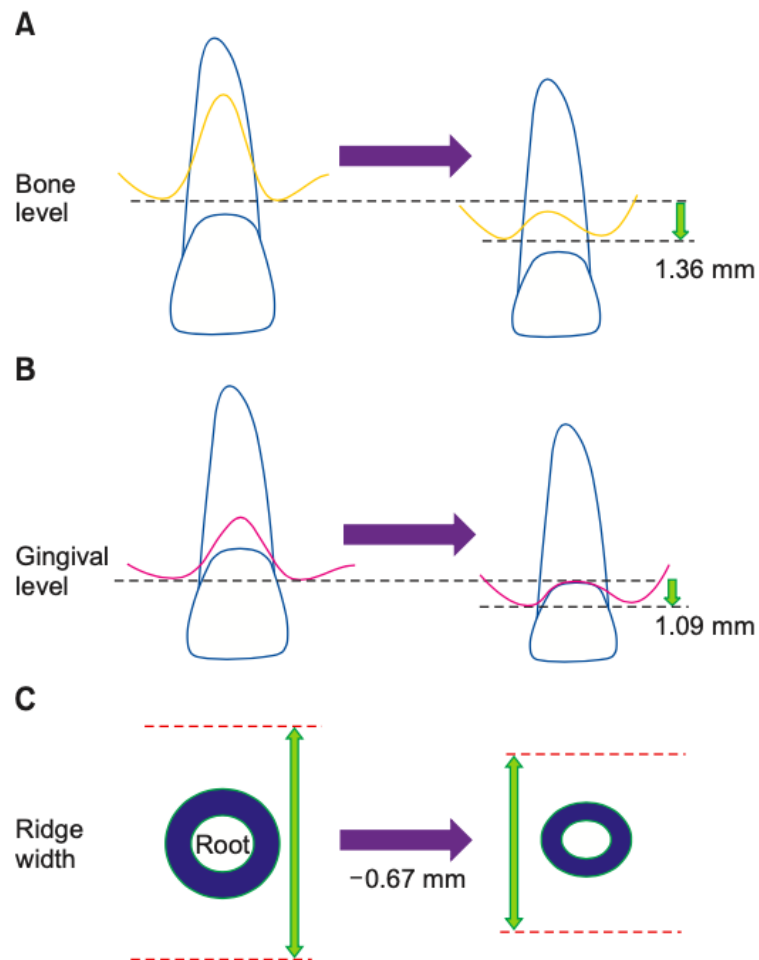 A
Bone
level
1.36 mm
B
Gingival
level
1.09 mm
C
Ridge
width
Root
−0.67 mm